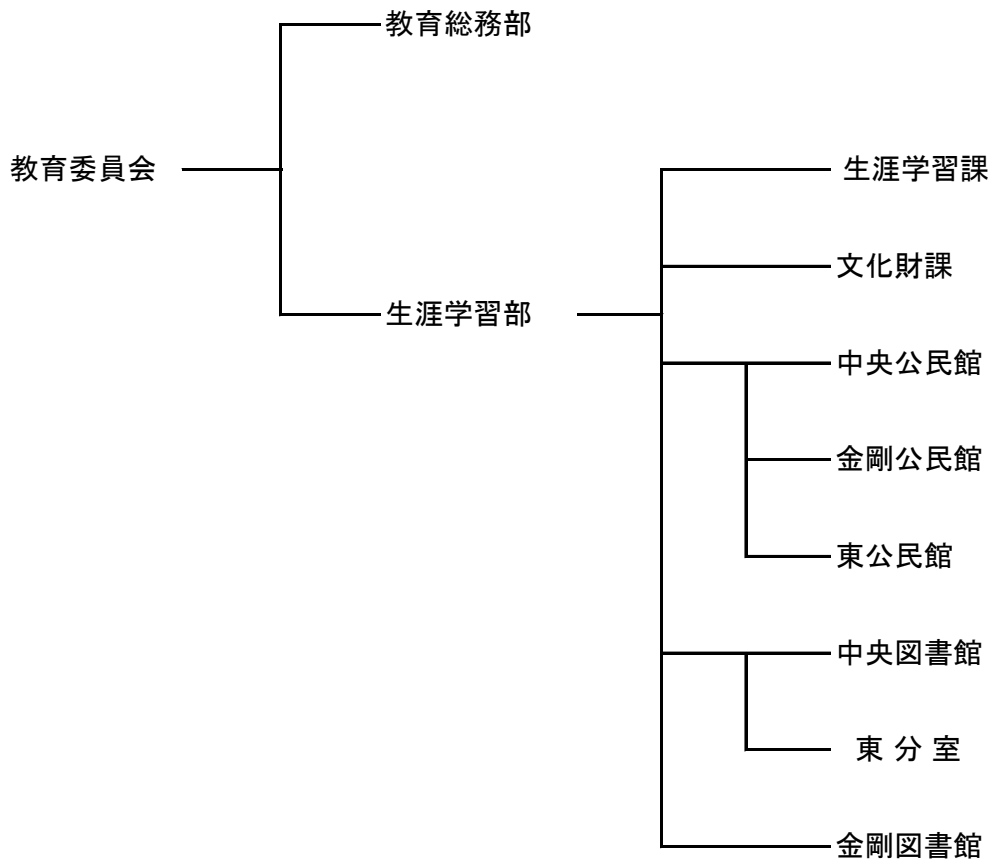 教育総務部
教育委員会
生涯学習課
文化財課
生涯学習部
中央公民館
金剛公民館
東公民館
中央図書館
東 分 室
金剛図書館